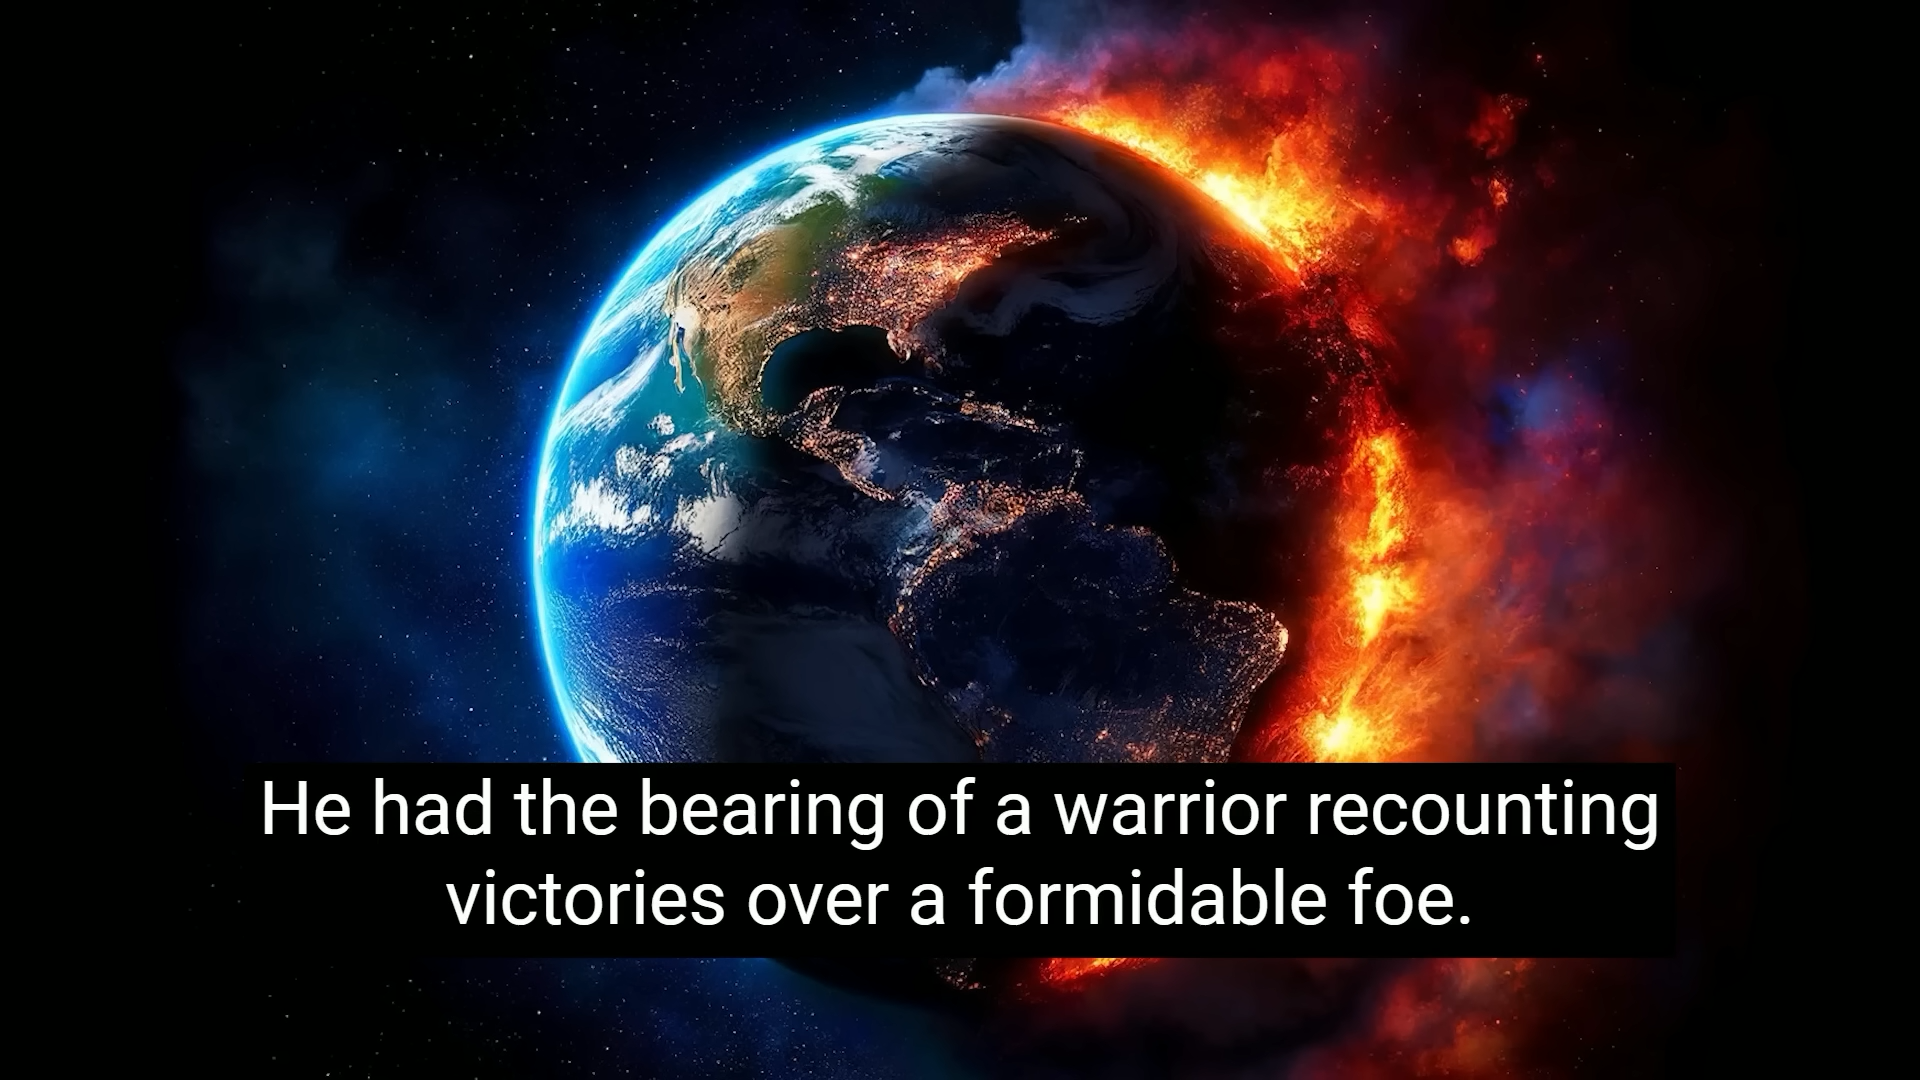 He had the bearing of a warrior recounting
victories over a formidable foe.